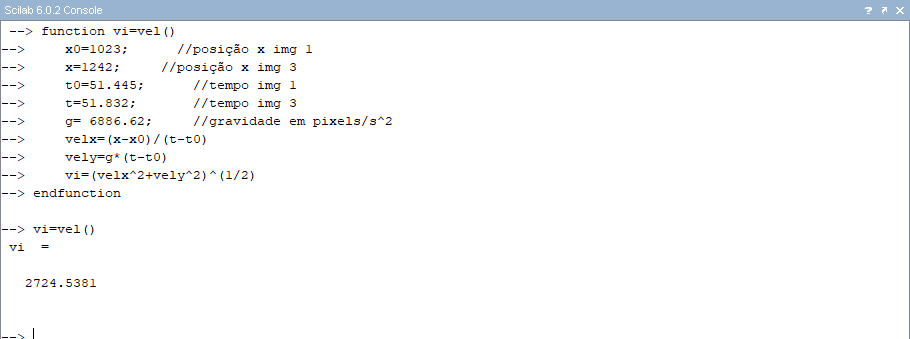 Scilab 6.0.2 Console
--> function vi=vel()
--> x0=1023; //posição x img 1
--> x=1242; //posição x img 3
--> t0=51.445; //tempo img 1
--> t=51.832; //tempo img 3
--> g= 6886.62; //gravidade em pixels/s^2
--> velx=(x-x0)/(t-t0)
--> vely=g*(t-t0)
--> vi=(velx^2+vely^2)^(1/2)
--> endfunction
--> vi=vel()
vi =
2724.5381
-->